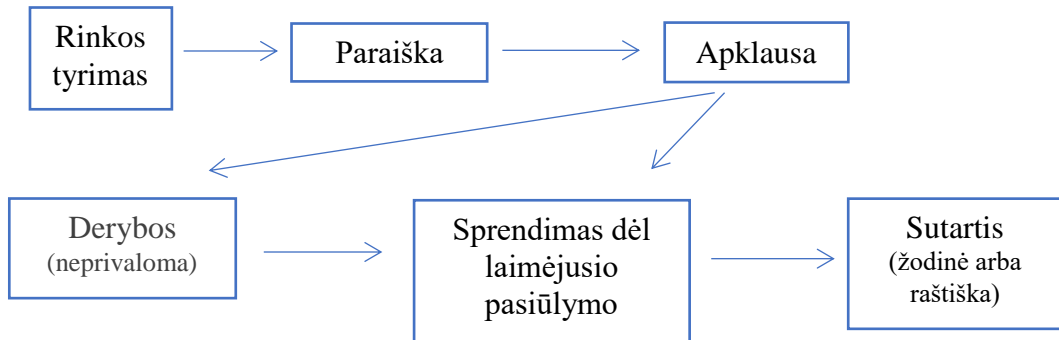 Rinkos
tyrimas
Paraiška
Apklausa
Derybos
(neprivaloma)
Sprendimas dėl
laimėjusio
pasiūlymo
Sutartis
(žodinė arba
raštiška)